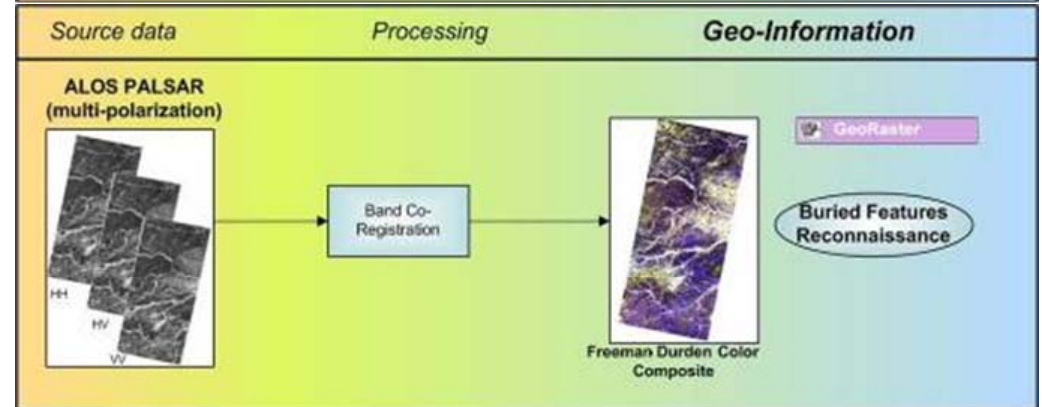 Source data
Processing
Geo-Information
ALOS PALSAR
(multi-polarization)
HH
HV
VV
Band Co-
Registration
Freeman Durden Color
Composite
GeoRaster
Buried Features
Reconnaissance